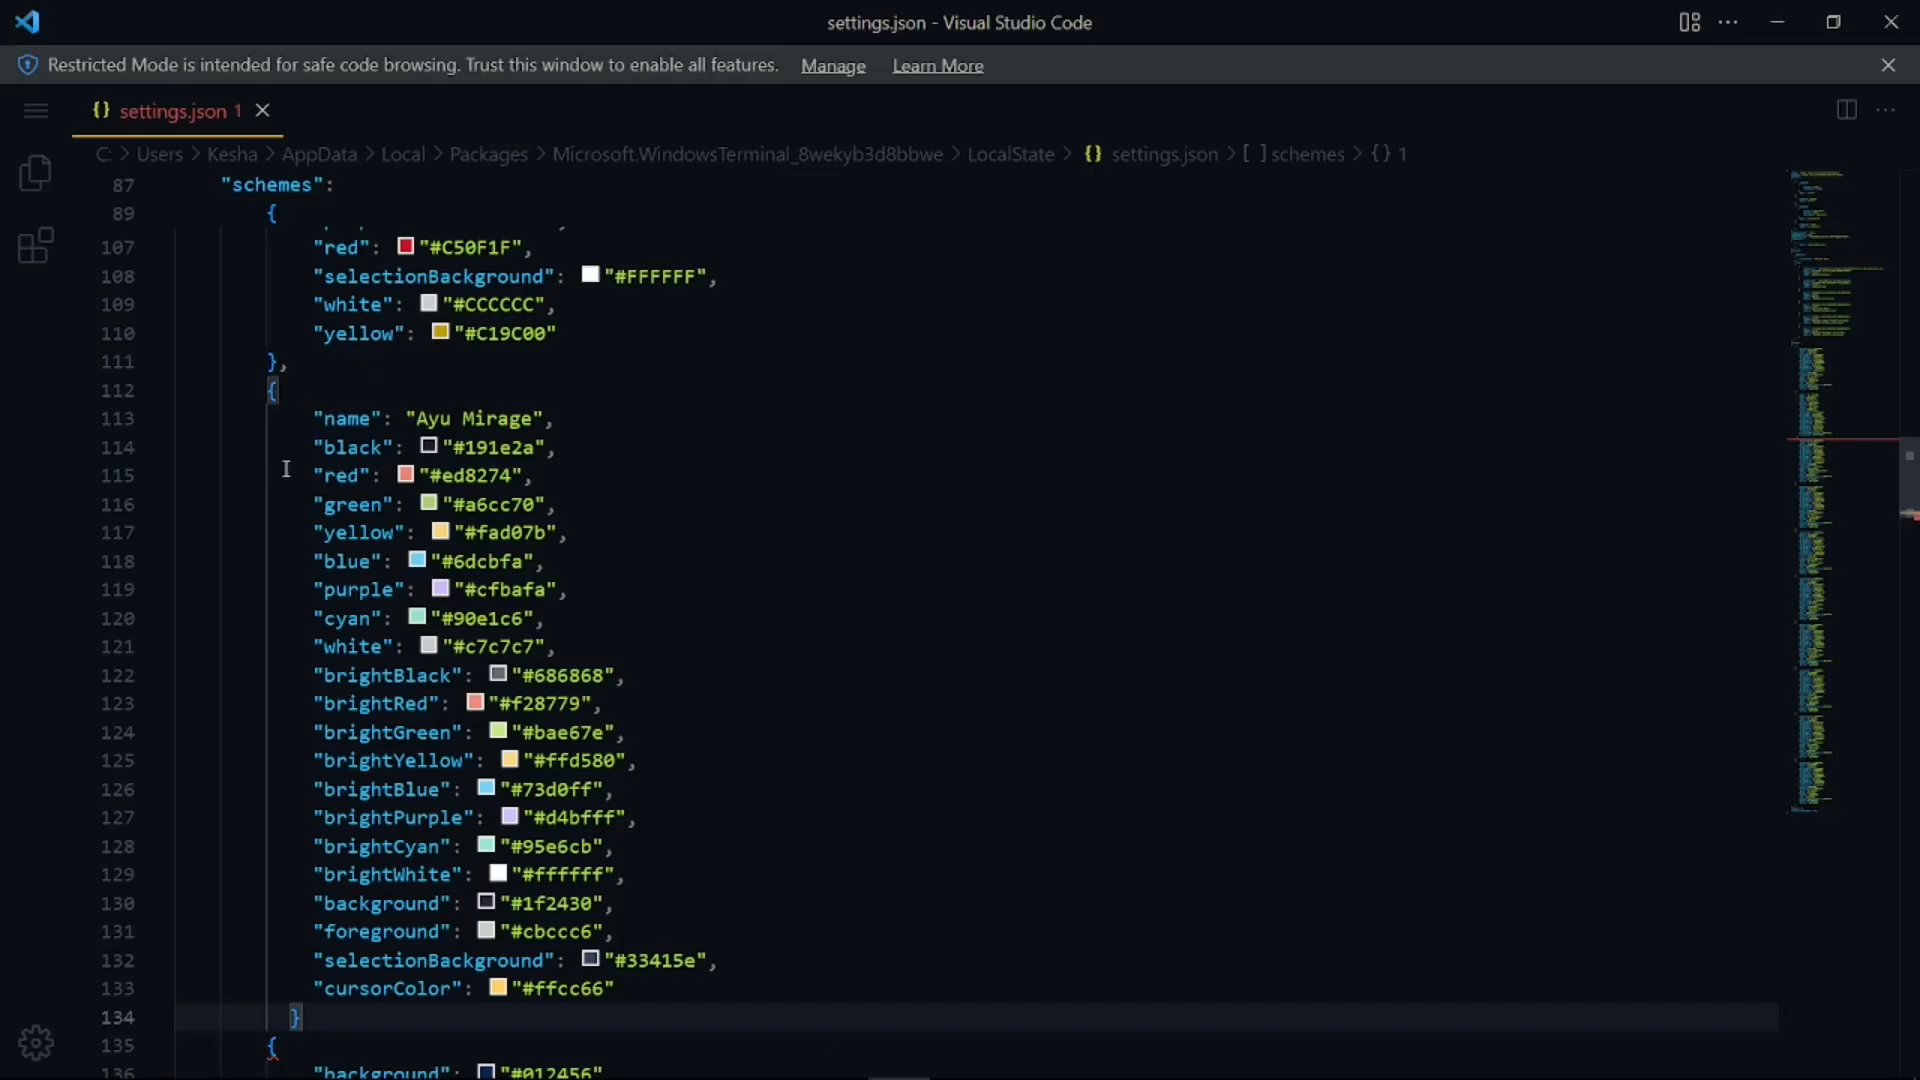 settings.json - Visual Studio Code
Restricted Mode is intended for safe code browsing. Trust this window to enable all features. Manage Learn More
{} settings.json 1
C: > Users > Kesha > AppData > Local > Packages > Microsoft.WindowsTerminal_8wekyb3d8bbwe > LocalState > {} settings.json > [ ] schemes > {} 1
87 "schemes":
89 {
107 "red": "#C50F1F",
108 "selectionBackground": "#FFFFFF",
109 "white": "#CCCCCC",
110 "yellow": "#C19C00"
111 },
112 {
113 "name": "Ayu Mirage",
114 "black": "#191e2a",
115 "red": "#ed8274",
116 "green": "#a6cc70",
117 "yellow": "#fad07b",
118 "blue": "#6dcbfa",
119 "purple": "#cfbafa",
120 "cyan": "#90e1c6",
121 "white": "#c7c7c7",
122 "brightBlack": "#686868",
123 "brightRed": "#f28779",
124 "brightGreen": "#bae67e",
125 "brightYellow": "#ffd580",
126 "brightBlue": "#73d0ff",
127 "brightPurple": "#d4bfff",
128 "brightCyan": "#95e6cb",
129 "brightWhite": "#ffffff",
130 "background": "#1f2430",
131 "foreground": "#cbccc6",
132 "selectionBackground": "#33415e",
133 "cursorColor": "#ffcc66"
134 }
135 {
136 "background": "#012456"